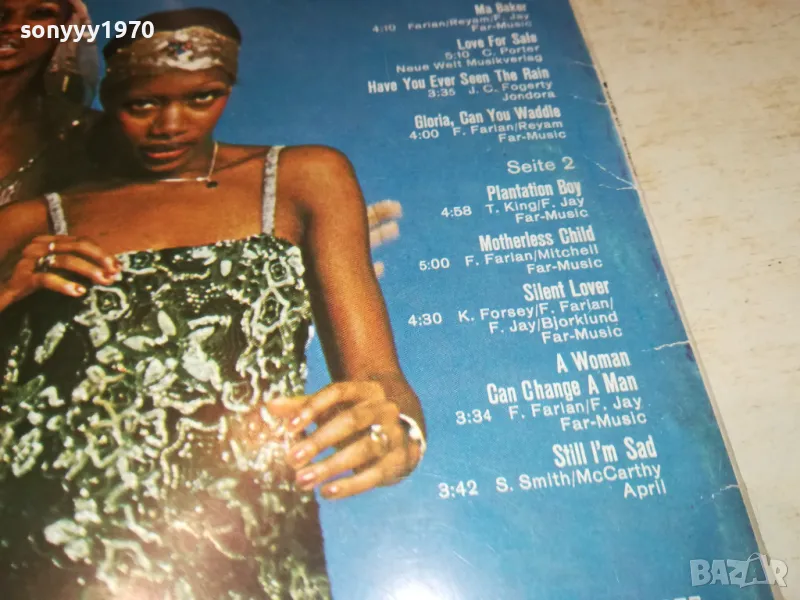 sonyyy1970
Ma Baker
4:10 Farian/Reyam/F. Jay
Far-Music
Love For Sale
5:10 C. Porter
Neue Welt Musikverlag
Have You Ever Seen The Rain
3:35 J. C. Fogerty
Jondora
Gloria, Can You Waddle
4:00 F. Farian/Reyam
Far-Music
Seite 2
Plantation Boy
4:58 T. King/F. Jay
Far-Music
Motherless Child
5:00 F. Farian/Mitchell
Far-Music
Silent Lover
4:30 K. Forsey/F. Farian/
F. Jay/Bjorklund
Far-Music
A Woman
Can Change A Man
3:34 F. Farian/F. Jay
Far-Music
Still I'm Sad
3:42 S. Smith/McCarthy
April
BAZAR